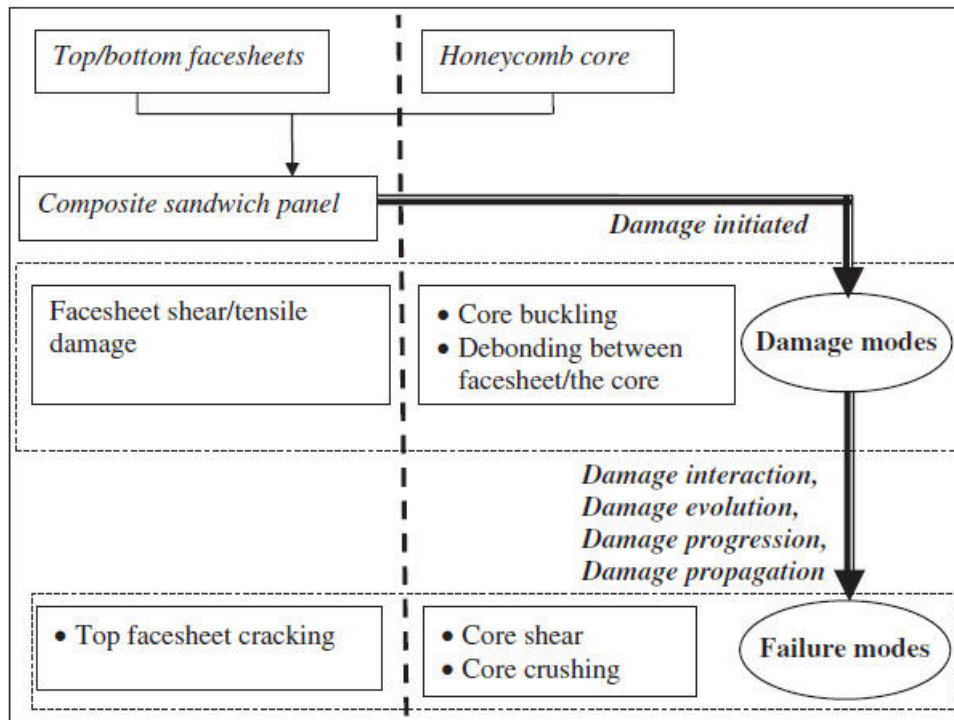 Top/bottom facesheets
Honeycomb core
Composite sandwich panel
Damage initiated
Facesheet shear/tensile
damage
• Core buckling
• Debonding between
facesheet/the core
Damage modes
Damage interaction,
Damage evolution,
Damage progression,
Damage propagation
• Top facesheet cracking
• Core shear
• Core crushing
Failure modes